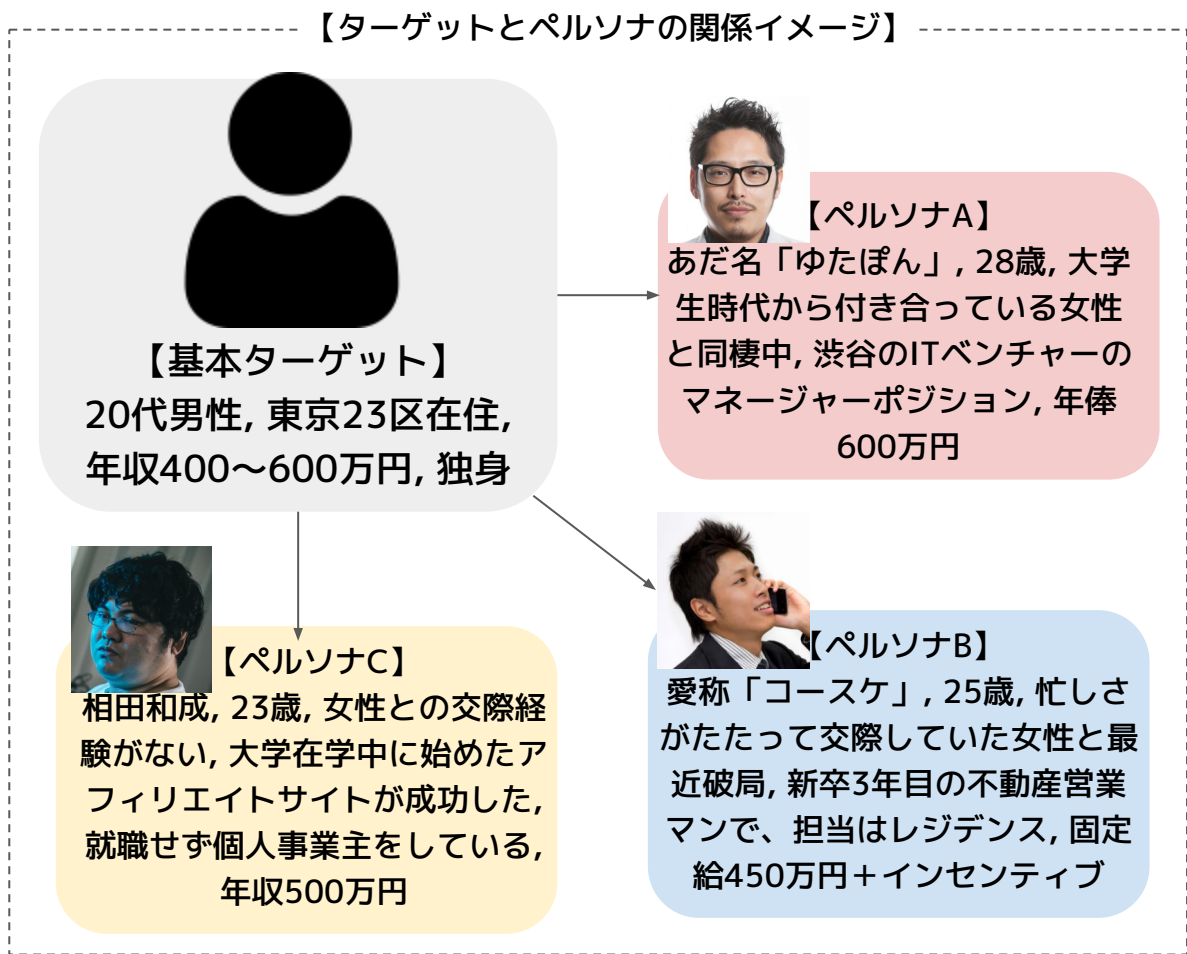 【ターゲットとペルソナの関係イメージ】
【基本ターゲット】
20代男性, 東京23区在住,
年収400〜600万円, 独身
【ペルソナA】
あだ名「ゆたぽん」, 28歳, 大学
生時代から付き合っている女性
と同棲中, 渋谷のITベンチャーの
マネージャーポジション, 年俸
600万円
【ペルソナC】
相田和成, 23歳, 女性との交際経
験がない, 大学在学中に始めたア
フィリエイトサイトが成功した,
就職せず個人事業主をしている,
年収500万円
【ペルソナB】
愛称「コースケ」, 25歳, 忙しさ
がたたって交際していた女性と最
近破局, 新卒3年目の不動産営業
マンで、担当はレジデンス, 固定
給450万円＋インセンティブ